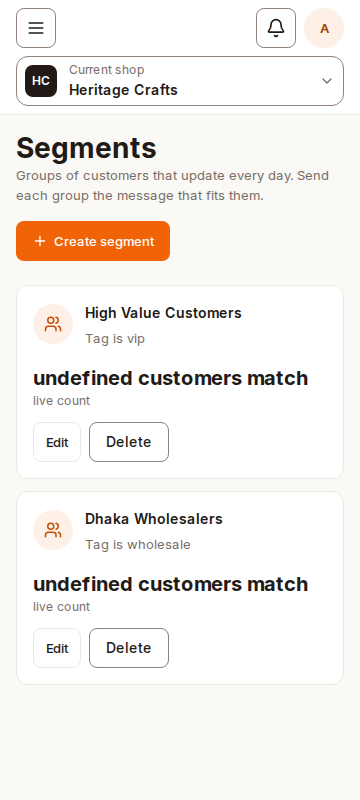 A
HC
Current shop
Heritage Crafts
Segments
Groups of customers that update every day. Send
each group the message that fits them.
Create segment
High Value Customers
Tag is vip
undefined customers match
live count
Edit
Delete
Dhaka Wholesalers
Tag is wholesale
undefined customers match
live count
Edit
Delete